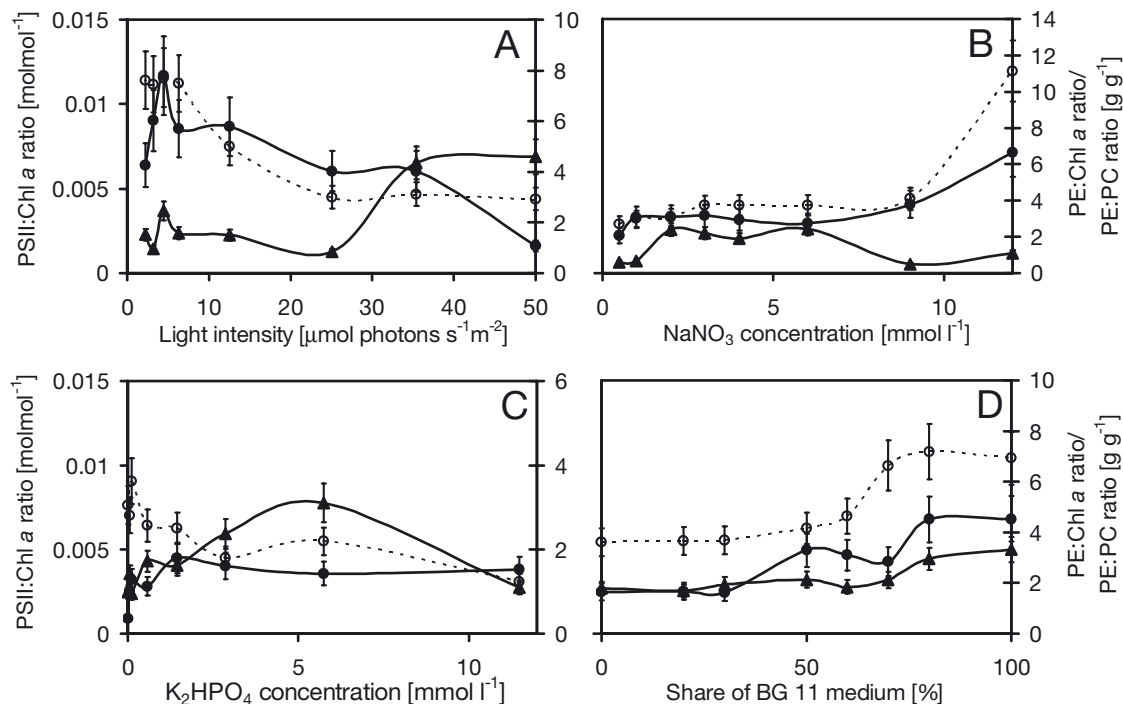 A
PSII:Chl a ratio [molmol⁻¹]
0.015
0.01
0.005
0
10
8
6
4
2
0
0 10 20 30 40 50
Light intensity [µmol photons s⁻¹m⁻²]
B
14
12
10
8
6
4
2
0
PE:Chl a ratio/
PE:PC ratio [g g⁻¹]
0 5 10
NaNO₃ concentration [mmol l⁻¹]
C
PSII:Chl a ratio [molmol⁻¹]
0.015
0.01
0.005
0
6
4
2
0
0 5 10
K₂HPO₄ concentration [mmol l⁻¹]
D
10
8
6
4
2
0
PE:Chl a ratio/
PE:PC ratio [g g⁻¹]
0 50 100
Share of BG 11 medium [%]